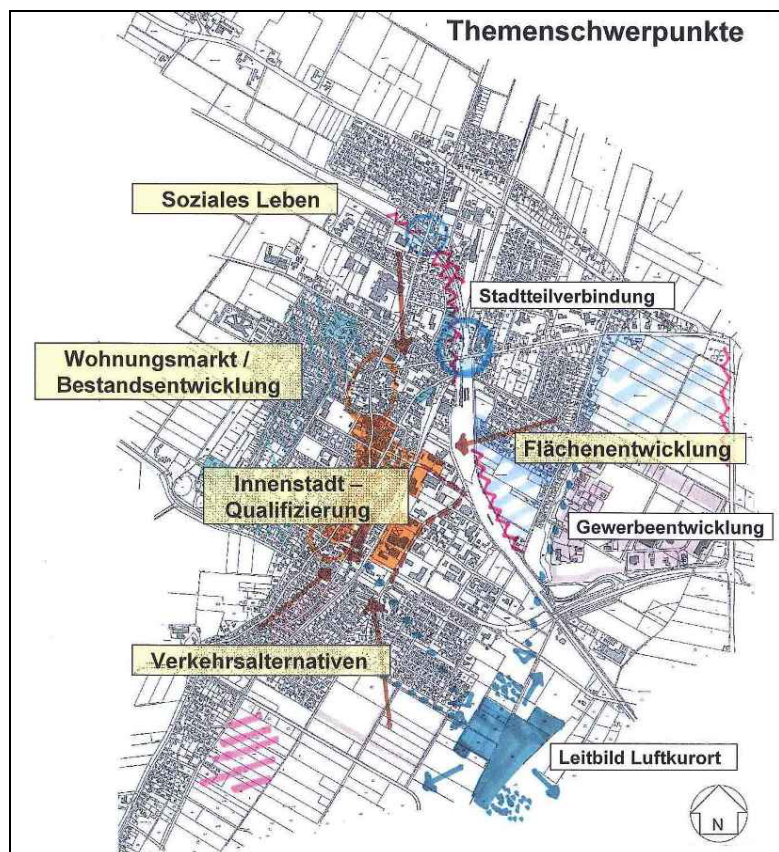 Themenschwerpunkte
Soziales Leben
Stadtteilverbindung
Wohnungsmarkt /
Bestandsentwicklung
Flächenentwicklung
Innenstadt –
Qualifizierung
Gewerbeentwicklung
Verkehrsalternativen
Leitbild Luftkurort
N